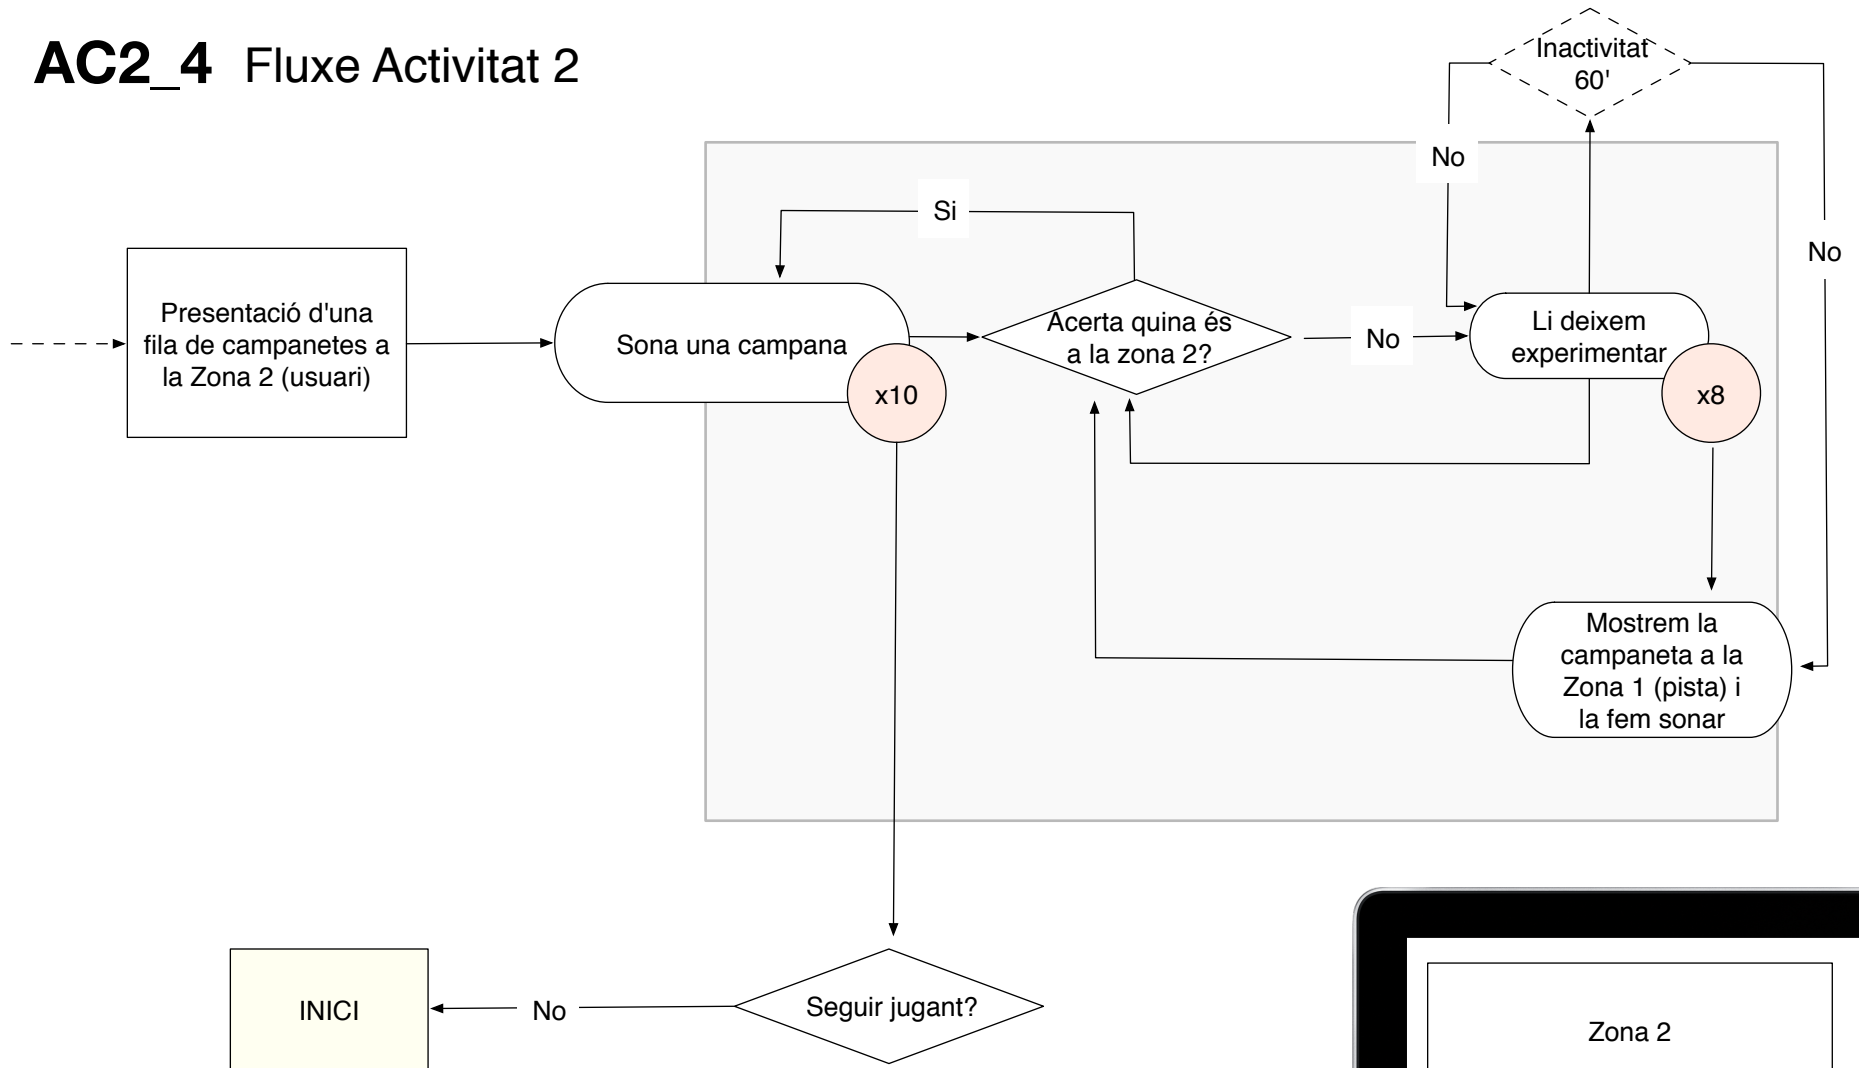 AC2_4 Fluxe Activitat 2
Inactivitat
60'
No
Si
No
Presentació d'una
fila de campanetes a
la Zona 2 (usuari)
Sona una campana
x10
Acerta quina és
a la zona 2?
No
Li deixem
experimentar
x8
Mostrem la
campaneta a la
Zona 1 (pista) i
la fem sonar
INICI
No
Seguir jugant?
Zona 2